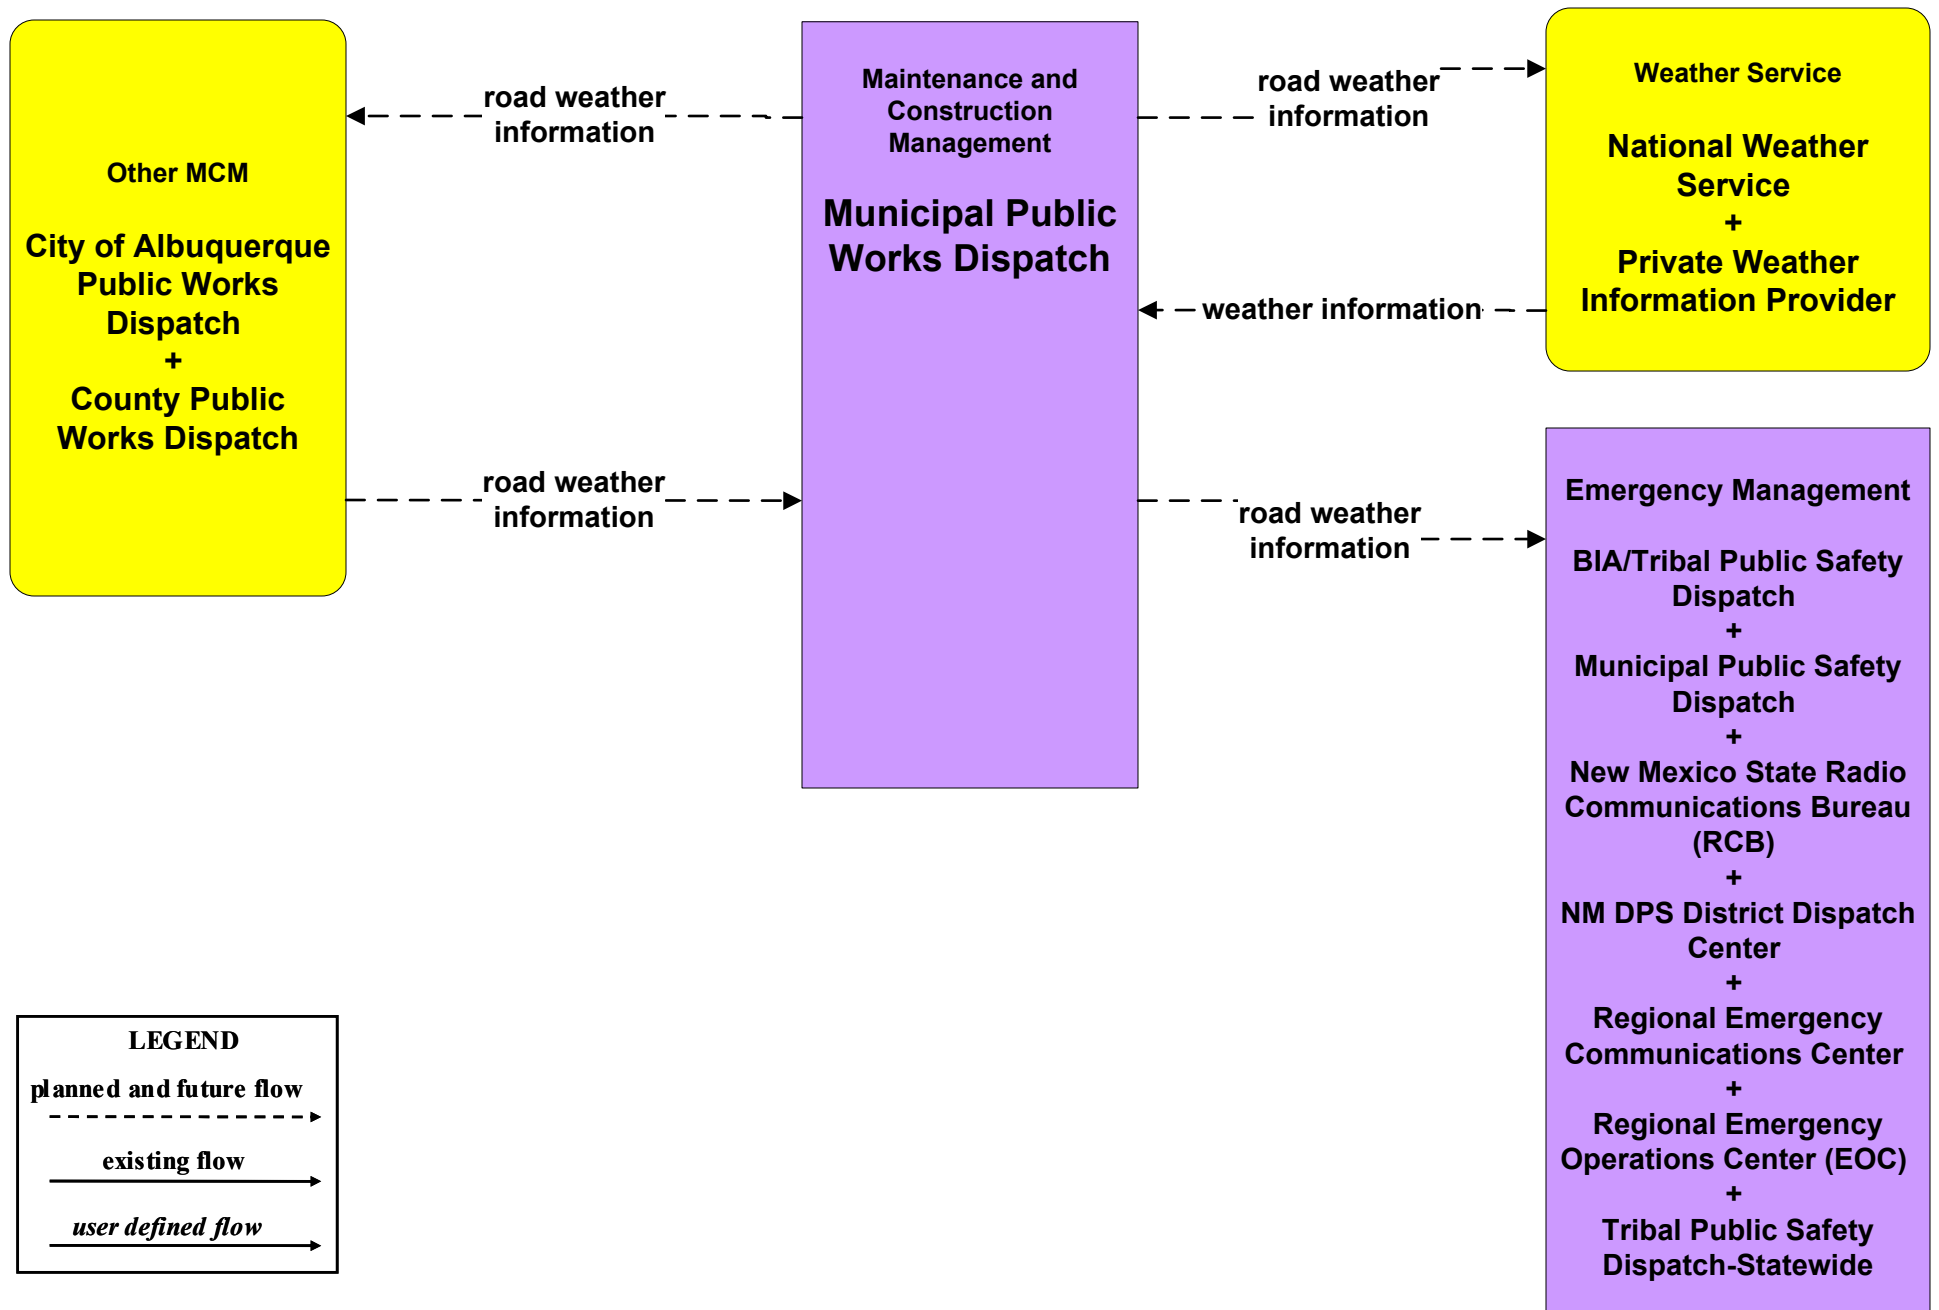 Other MCM
City of Albuquerque
Public Works
Dispatch
+
County Public
Works Dispatch
road weather
information
road weather
information
Maintenance and
Construction
Management
Municipal Public
Works Dispatch
road weather
information
weather information
road weather
information
Weather Service
National Weather
Service
+
Private Weather
Information Provider
Emergency Management
BIA/Tribal Public Safety
Dispatch
+
Municipal Public Safety
Dispatch
+
New Mexico State Radio
Communications Bureau
(RCB)
+
NM DPS District Dispatch
Center
+
Regional Emergency
Communications Center
+
Regional Emergency
Operations Center (EOC)
+
Tribal Public Safety
Dispatch-Statewide
LEGEND
planned and future flow
existing flow
user defined flow